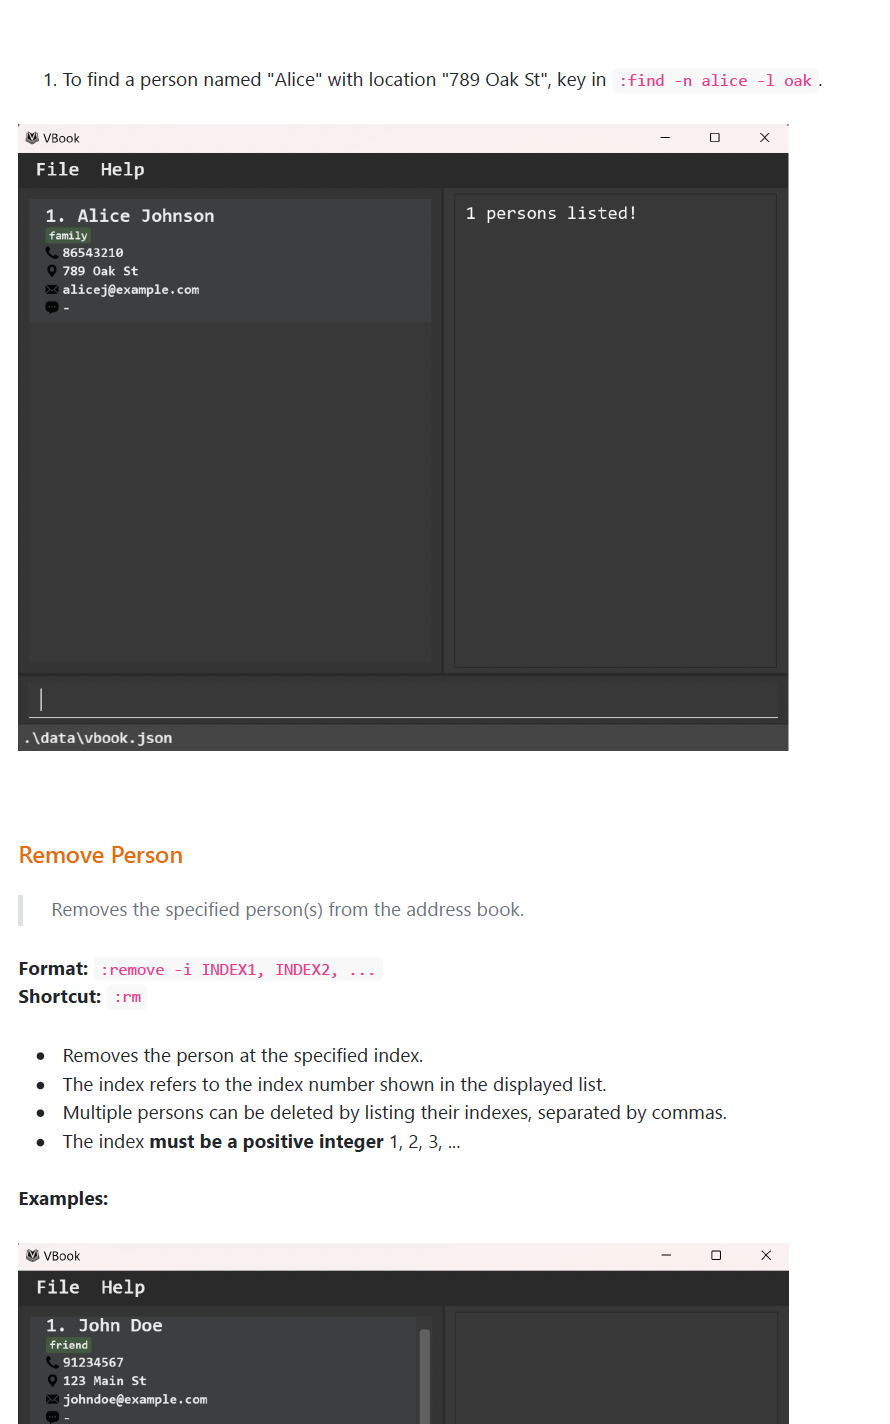 1. To find a person named "Alice" with location "789 Oak St", key in :find -n alice -l oak .
VBook
File Help
1. Alice Johnson
family
86543210
789 Oak St
alicej@example.com
-
1 persons listed!
.\data\vbook.json
Remove Person
Removes the specified person(s) from the address book.
Format: :remove -i INDEX1, INDEX2, ...
Shortcut: :rm
• Removes the person at the specified index.
• The index refers to the index number shown in the displayed list.
• Multiple persons can be deleted by listing their indexes, separated by commas.
• The index must be a positive integer 1, 2, 3, ...
Examples:
VBook
File Help
1. John Doe
friend
91234567
123 Main St
johndoe@example.com
-